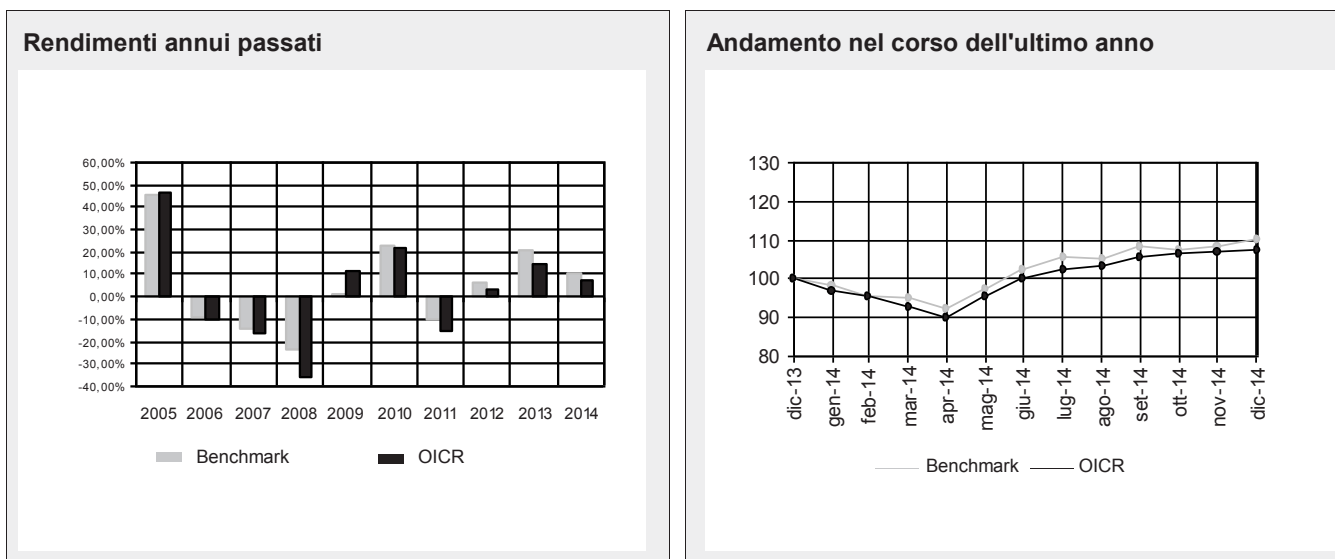 Rendimenti annui passati
60,00%
50,00%
40,00%
20,00%
10,00%
0,00%
-10,00%
-20,00%
-30,00%
-40,00%
2005 2006 2007 2008 2009 2010 2011 2012 2013 2014
Benchmark OICR
Andamento nel corso dell'ultimo anno
130
120
110
100
90
80
dic-13
gen-14
feb-14
mar-14
apr-14
mag-14
giu-14
lug-14
ago-14
set-14
ott-14
nov-14
dic-14
Benchmark OICR